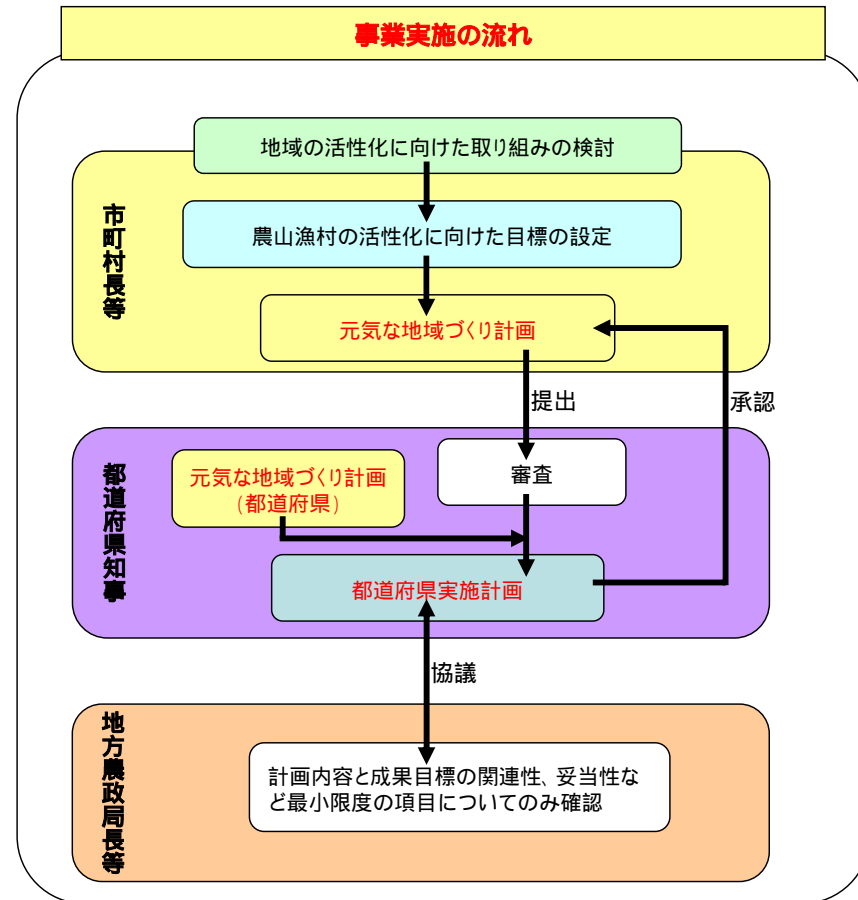 事業実施の流れ
地域の活性化に向けた取り組みの検討
市町村長等
農山漁村の活性化に向けた目標の設定
元気な地域づくり計画
提出
承認
都道府県知事
元気な地域づくり計画
(都道府県)
審査
都道府県実施計画
協議
地方農政局長等
計画内容と成果目標の関連性、妥当性な
ど最小限度の項目についてのみ確認